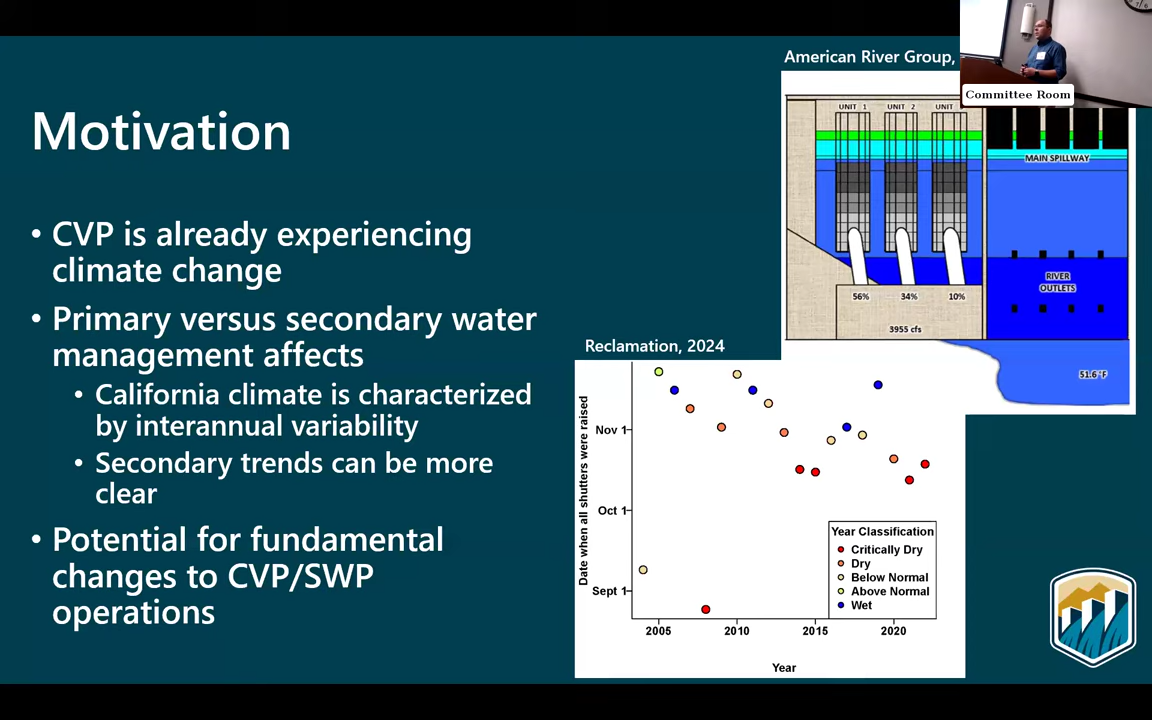 American River Group,
Committee Room
Motivation
• CVP is already experiencing
climate change
• Primary versus secondary water
management affects
• California climate is characterized
by interannual variability
• Secondary trends can be more
clear
• Potential for fundamental
changes to CVP/SWP
operations
UNIT 1
UNIT 2
UNIT
MAIN SPILLWAY
RIVER
OUTLETS
56%
34%
10%
3955 cfs
51.6°F
Reclamation, 2024
Date when all shutters were raised
Nov 1
Oct 1
Sept 1
2005
2010
2015
2020
Year
Year Classification
Critically Dry
Dry
Below Normal
Above Normal
Wet